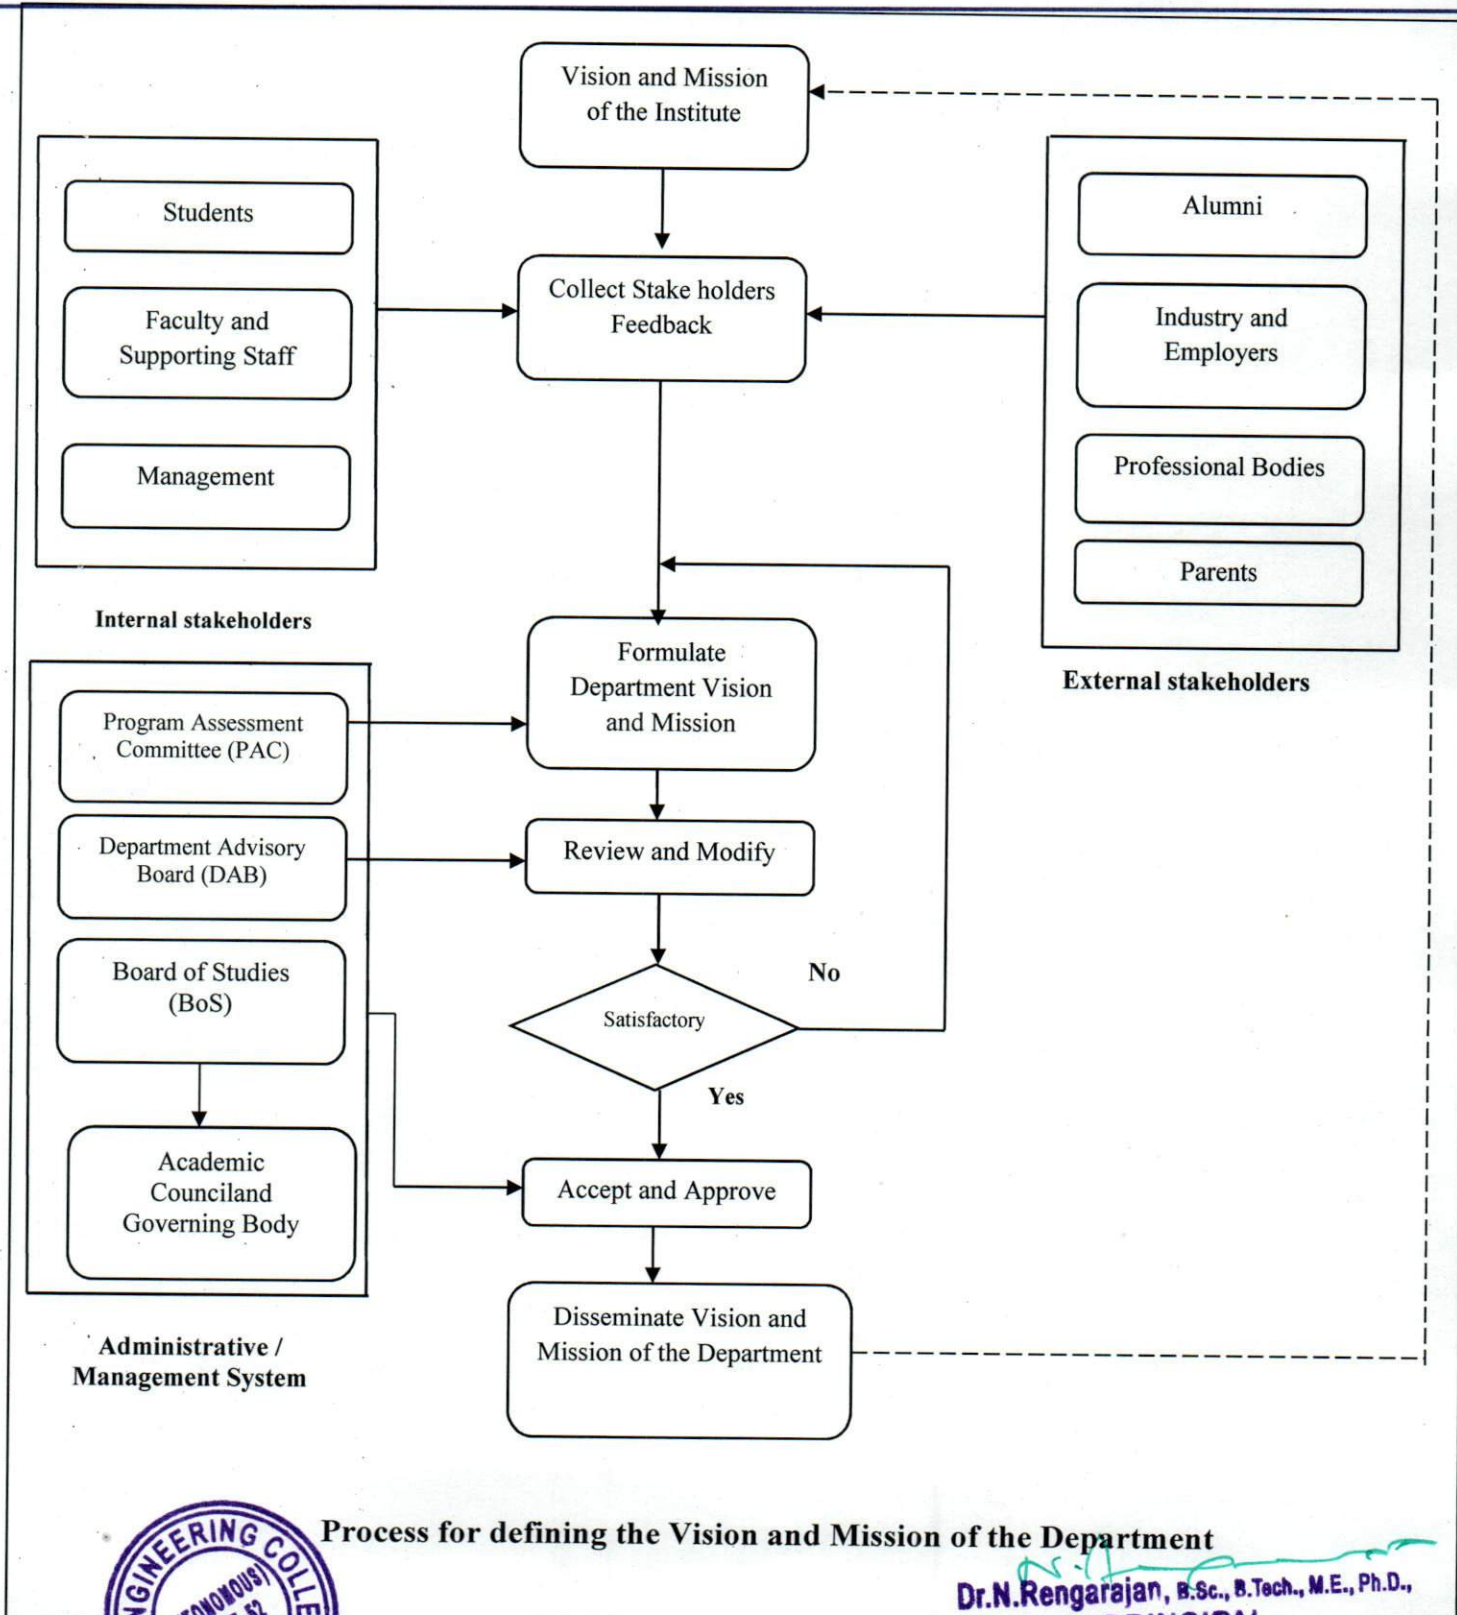 Vision and Mission
of the Institute
Students
Faculty and
Supporting Staff
Management
Internal stakeholders
Collect Stake holders
Feedback
Alumni
Industry and
Employers
Professional Bodies
Parents
External stakeholders
Formulate
Department Vision
and Mission
Program Assessment
Committee (PAC)
Department Advisory
Board (DAB)
Board of Studies
(BoS)
Academic
Counciland
Governing Body
Administrative /
Management System
Review and Modify
Satisfactory
No
Yes
Accept and Approve
Disseminate Vision and
Mission of the Department
Process for defining the Vision and Mission of the Department
Dr.N.Rengarajan, B.Sc., B.Tech., M.E., Ph.D.,